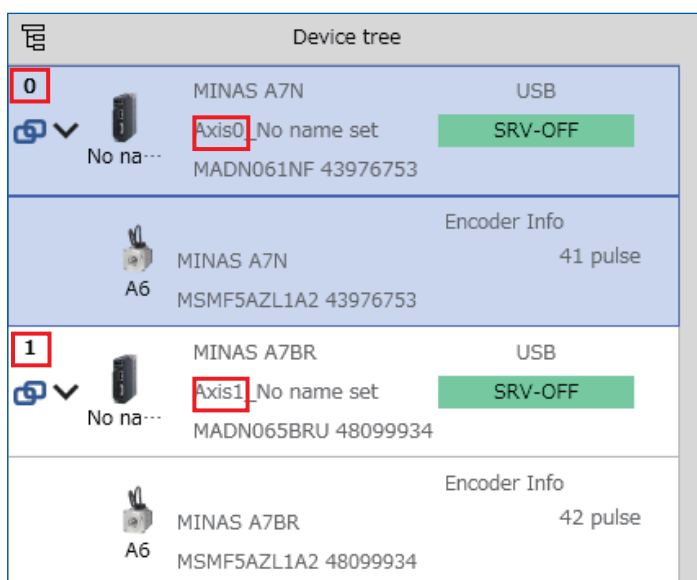 Device tree
0
MINAS A7N USB
Axis0_No name set SRV-OFF
No na…
MADN061NF 43976753
Encoder Info
MINAS A7N 41 pulse
A6
MSMF5AZL1A2 43976753
1
MINAS A7BR USB
Axis1_No name set SRV-OFF
No na…
MADN065BRU 48099934
Encoder Info
MINAS A7BR 42 pulse
A6
MSMF5AZL1A2 48099934